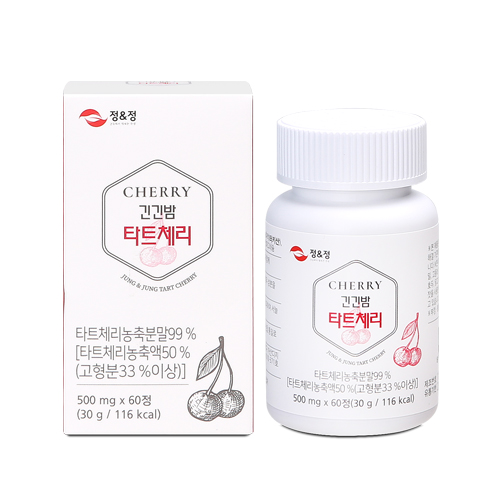 정&정
CHERRY
긴긴밤
타트체리
JUNG & JUNG TART CHERRY
타트체리농축분말99 %
[타트체리농축액50 %
(고형분33 %이상)]
500 mg x 60정
(30 g / 116 kcal)
정&정
CHERRY
긴긴밤
타트체리
JUNG & JUNG TART CHERRY
타트체리농축분말99 %
[타트체리농축액50 %(고형분33 %이상)]
500 mg x 60정(30 g / 116 kcal)